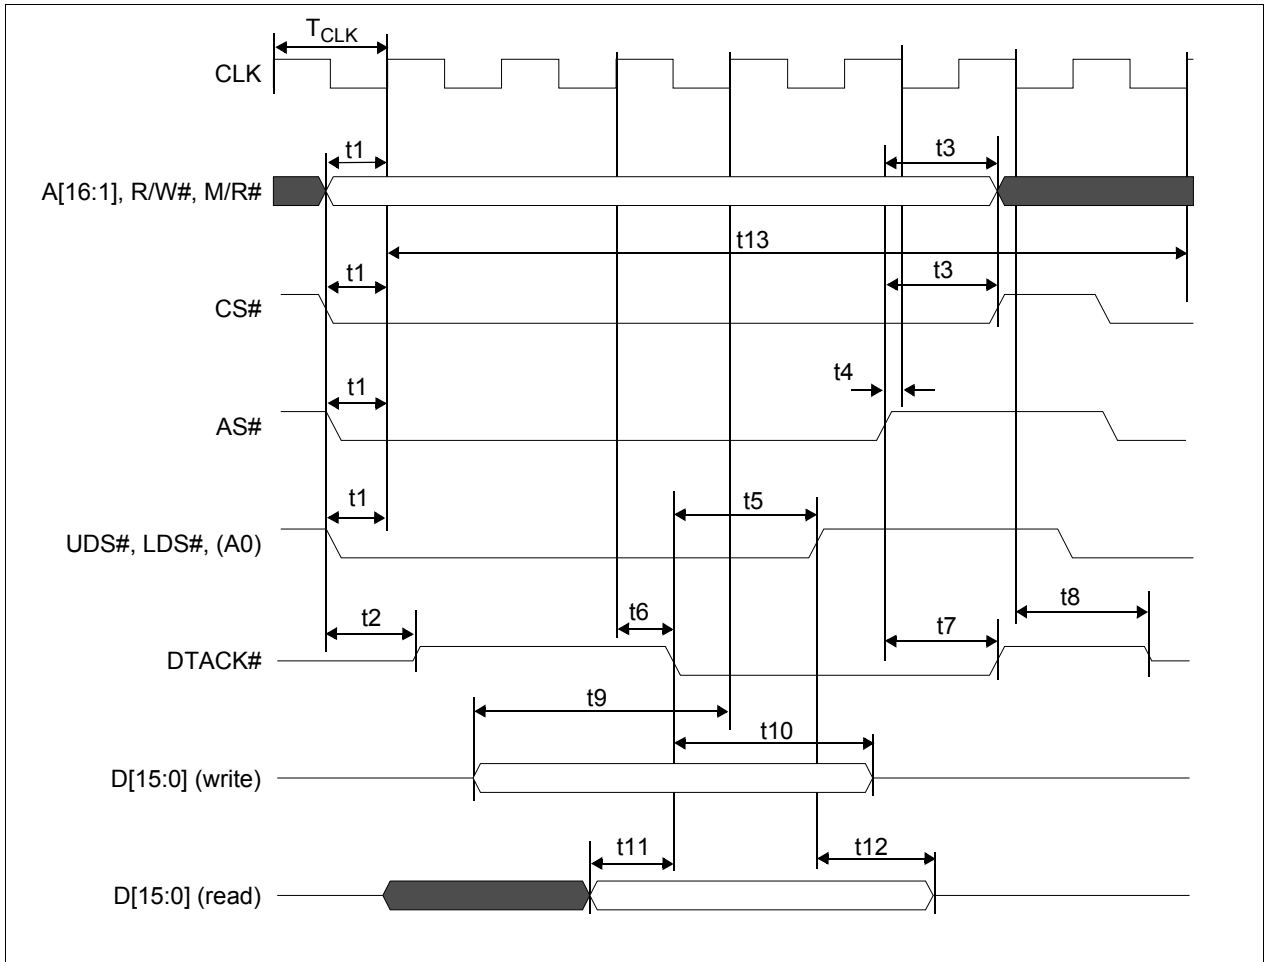 TCLK
CLK
t1
t3
A[16:1], R/W#, M/R#
t13
t1
t3
CS#
t4
t1
AS#
t1
t5
UDS#, LDS#, (A0)
t2
t6
t7
t8
DTACK#
t9
t10
D[15:0] (write)
t11
t12
D[15:0] (read)